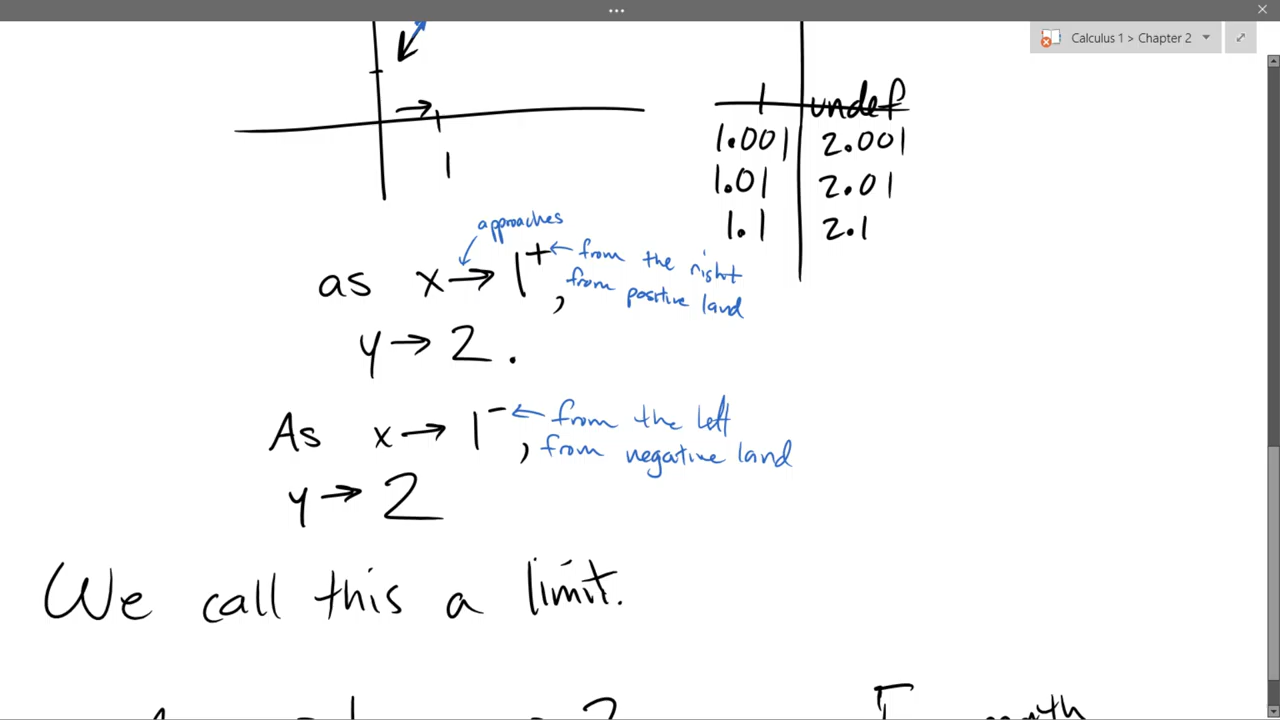 Calculus 1 > Chapter 2
1
1 undef
1.001 2.001
1.01 2.01
1.1 2.1
approaches
as x → 1⁺, ← from the right
from positive land
y → 2.
As x → 1⁻, ← from the left
from negative land
y → 2
We call this a limit.